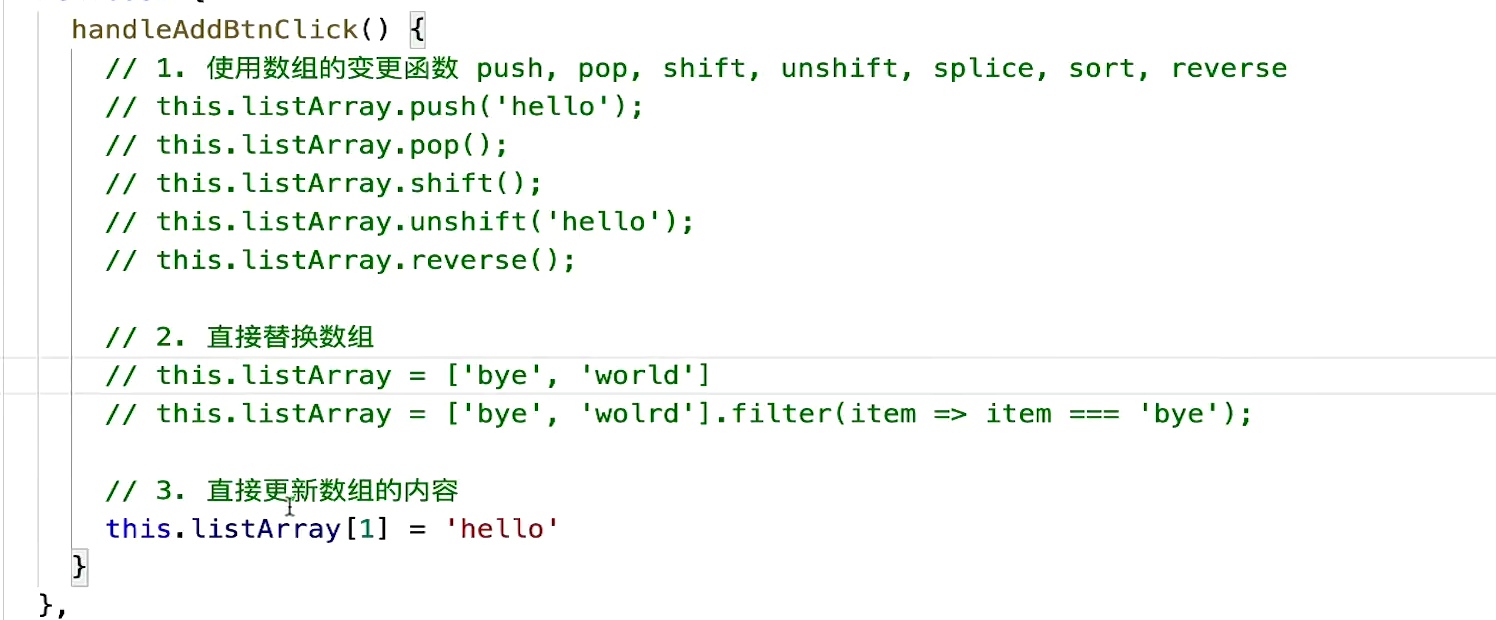 handleAddBtnClick() {
// 1. 使用数组的变更函数 push, pop, shift, unshift, splice, sort, reverse
// this.listArray.push('hello');
// this.listArray.pop();
// this.listArray.shift();
// this.listArray.unshift('hello');
// this.listArray.reverse();
// 2. 直接替换数组
// this.listArray = ['bye', 'world']
// this.listArray = ['bye', 'wolrd'].filter(item => item === 'bye');
// 3. 直接更新数组的内容
this.listArray[1] = 'hello'
}
},